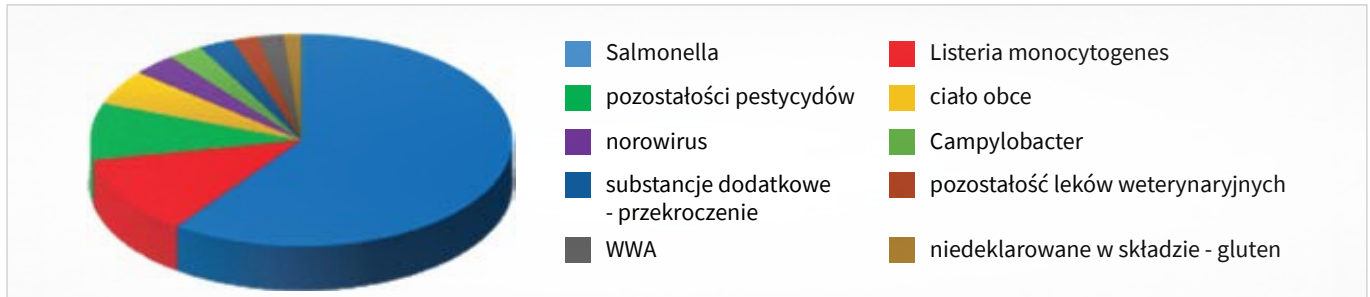 Salmonella
Listeria monocytogenes
pozostałości pestycydów
ciało obce
norowirus
Campylobacter
substancje dodatkowe
- przekroczenie
pozostałość leków weterynaryjnych
WWA
niedeklarowane w składzie - gluten